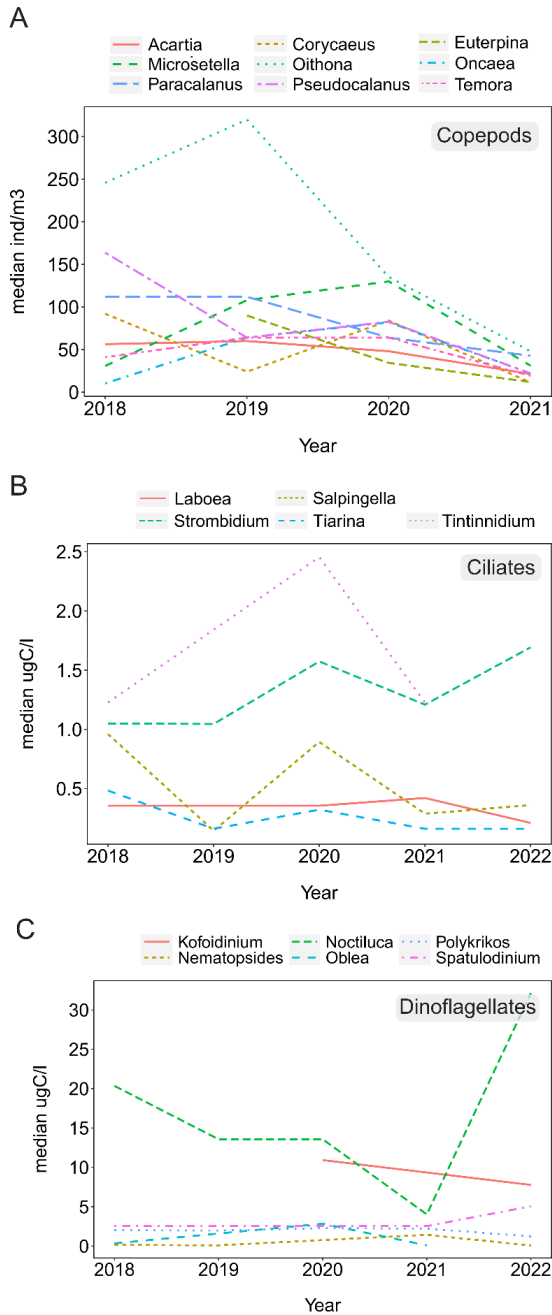 A
Acartia Corycaeus Euterpina
Microsetella Oithona Oncaea
Paracalanus Pseudocalanus Temora
Copepods
300
250
200
150
100
50
0
median ind/m3
2018 2019 2020 2021
Year
B
Laboea Salpingella
Strombidium Tiarina Tintinnidium
Ciliates
2.5
2.0
1.5
1.0
0.5
median ugC/l
2018 2019 2020 2021 2022
Year
C
Kofoidinium Noctiluca Polykrikos
Nematopsides Oblea Spatulodinium
Dinoflagellates
30
25
20
15
10
5
0
median ugC/l
2018 2019 2020 2021 2022
Year